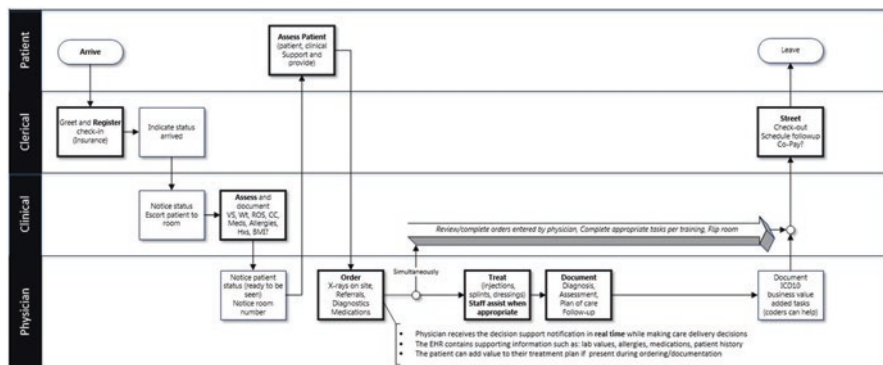 Patient
Arrive
Assess Patient
(patient, clinical
Support and
provide)
Leave
Clerical
Greet and Register
check-in
(Insurance)
Indicate status
arrived
Street
Check-out
Schedule followup
Co-Pay?
Clinical
Notice status
Escort patient to
room
Assess and
document
VS, Wt, ROS, CC,
Meds, Allergies,
Hxs, BMI?
Review/complete orders entered by physician, Complete appropriate tasks per training, Flip room
Physician
Notice patient
status (ready to be
seen)
Notice room
number
Order
X-rays on site,
Referrals,
Diagnostics
Medications
Simultaneously
Treat
(injections,
splints, dressings)
Staff assist when
appropriate
Document
Diagnosis,
Assessment,
Plan of care
Follow-up
Document
ICD10
business value
added tasks
(coders can help)
• Physician receives the decision support notification in real time while making care delivery decisions
• The EHR contains supporting information such as: lab values, allergies, medications, patient history
• The patient can add value to their treatment plan if present during ordering/documentation